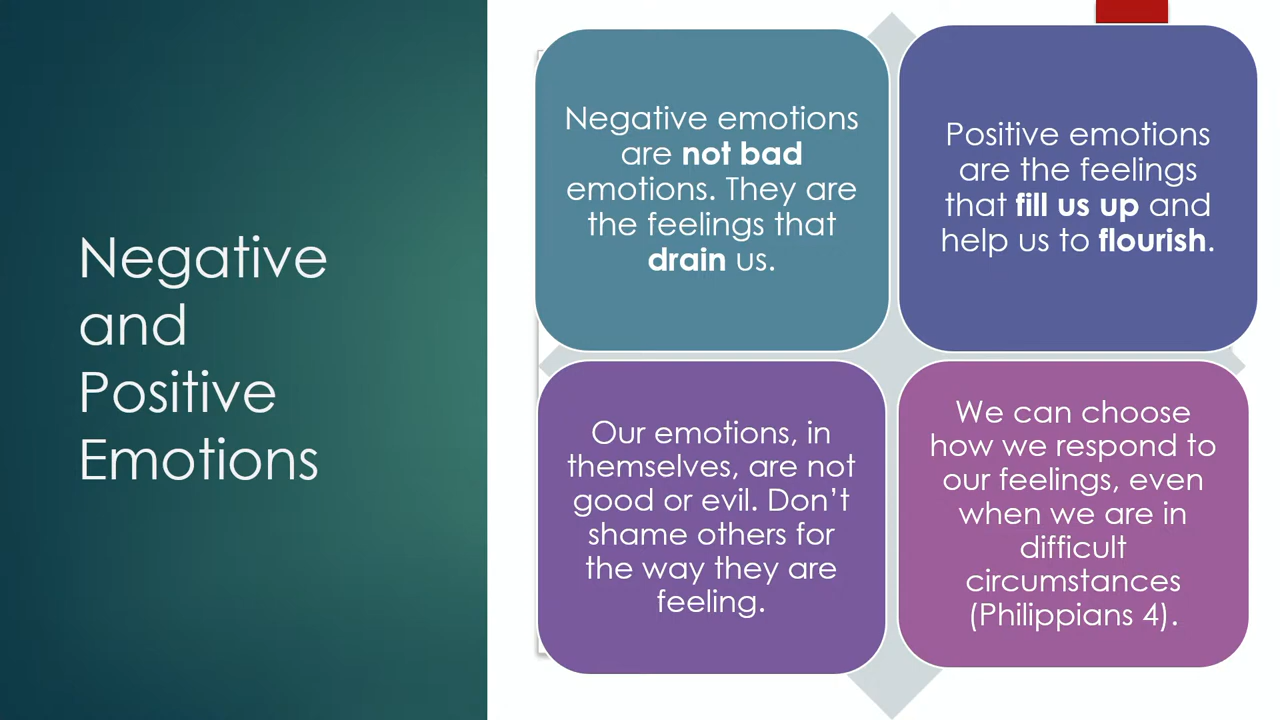 Negative
and
Positive
Emotions
Negative emotions
are not bad
emotions. They are
the feelings that
drain us.
Positive emotions
are the feelings
that fill us up and
help us to flourish.
Our emotions, in
themselves, are not
good or evil. Don’t
shame others for
the way they are
feeling.
We can choose
how we respond to
our feelings, even
when we are in
difficult
circumstances
(Philippians 4).